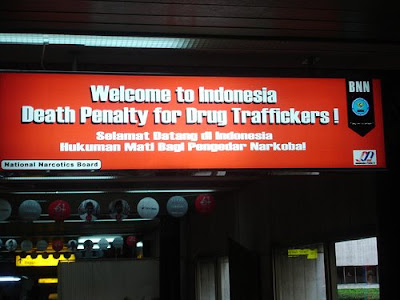 BNN
Welcome to Indonesia
Death Penalty for Drug Traffickers !
Selamat Datang di Indonesia
Hukuman Mati Bagi Pengedar Narkoba!
National Narcotics Board